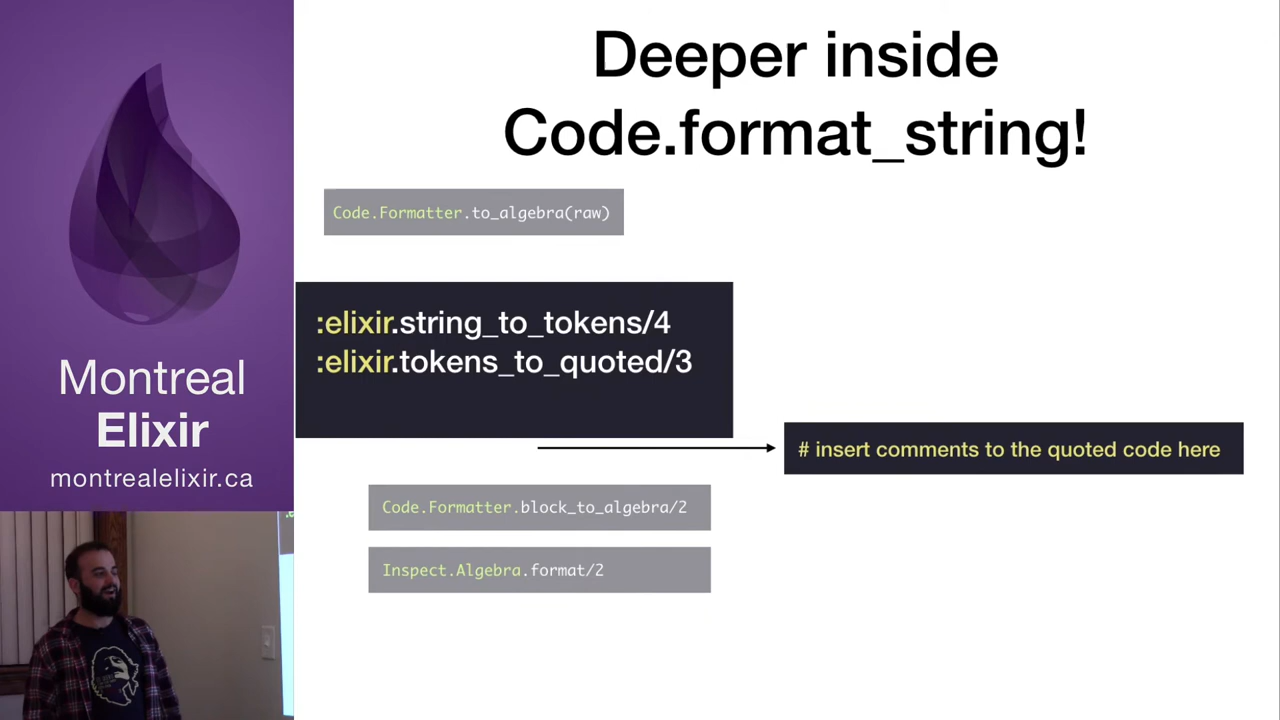 Deeper inside
Code.format_string!
Code.Formatter.to_algebra(raw)
:elixir.string_to_tokens/4
:elixir.tokens_to_quoted/3
# insert comments to the quoted code here
Code.Formatter.block_to_algebra/2
Inspect.Algebra.format/2
Montreal
Elixir
montrealelixir.ca